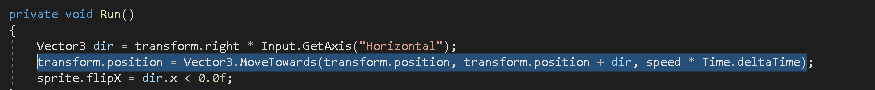 private void Run()
{
Vector3 dir = transform.right * Input.GetAxis("Horizontal");
transform.position = Vector3.MoveTowards(transform.position, transform.position + dir, speed * Time.deltaTime);
sprite.flipX = dir.x < 0.0f;